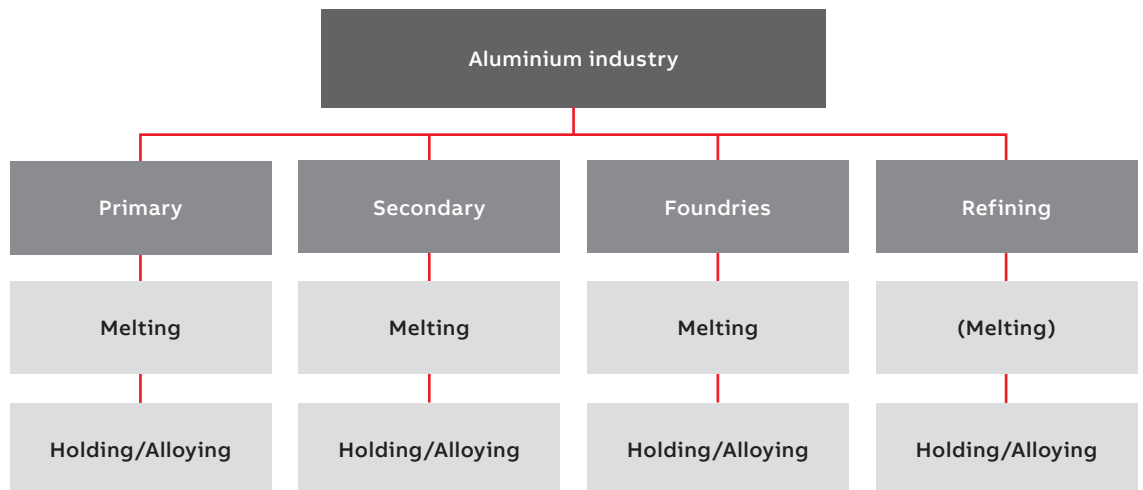 Aluminium industry
Primary
Secondary
Foundries
Refining
Melting
Melting
Melting
(Melting)
Holding/Alloying
Holding/Alloying
Holding/Alloying
Holding/Alloying